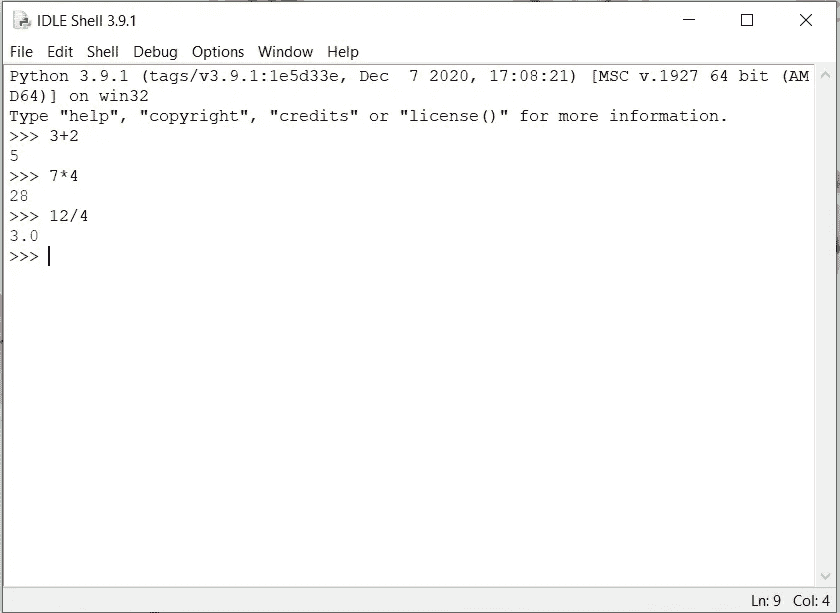 IDLE Shell 3.9.1
File Edit Shell Debug Options Window Help
Python 3.9.1 (tags/v3.9.1:1e5d33e, Dec  7 2020, 17:08:21) [MSC v.1927 64 bit (AM
D64)] on win32
Type "help", "copyright", "credits" or "license()" for more information.
>>> 3+2
5
>>> 7*4
28
>>> 12/4
3.0
>>>
Ln: 9 Col: 4